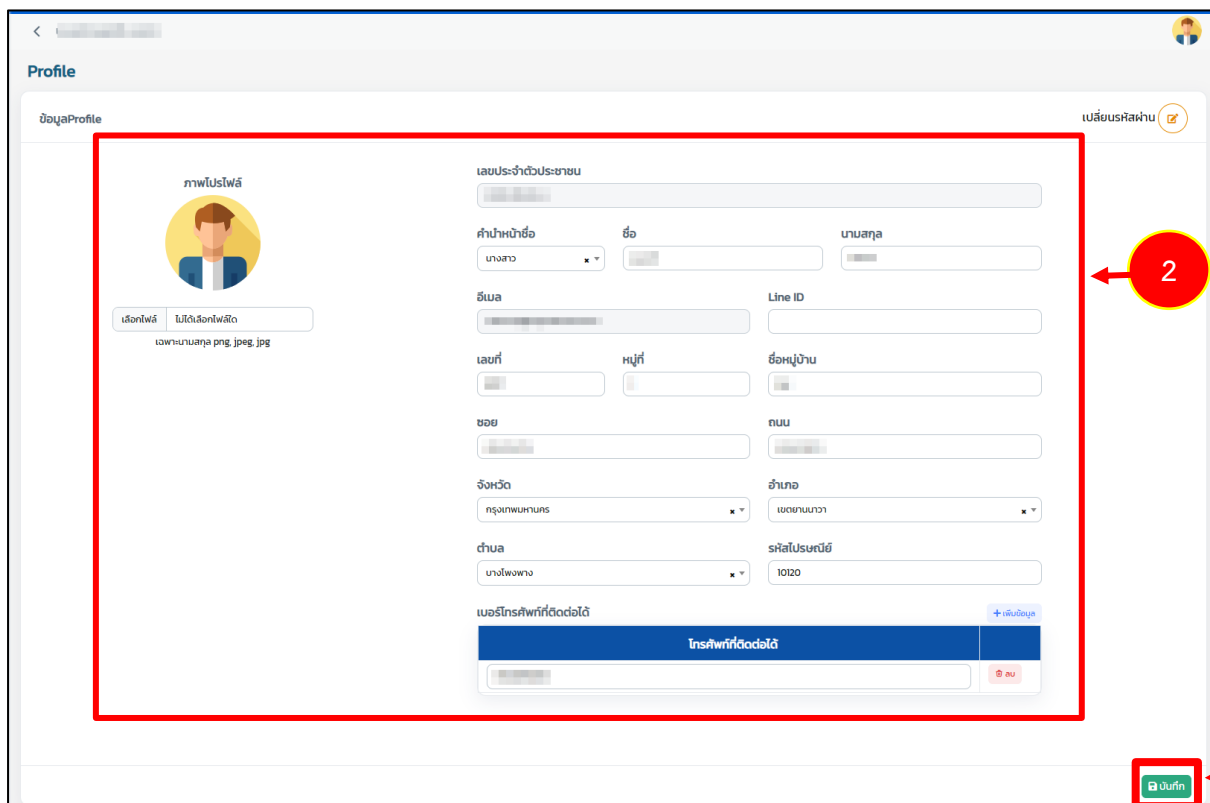 Profile
ข้อมูลProfile
เปลี่ยนรหัสผ่าน
ภาพโปรไฟล์
เลือกไฟล์ ไม่ได้เลือกไฟล์ใด
เฉพาะนามสกุล png, jpeg, jpg
เลขประจำตัวประชาชน
คำนำหน้าชื่อ ชื่อ นามสกุล
นางสาว
อีเมล Line ID
เลขที่ หมู่ที่ ชื่อหมู่บ้าน
ซอย ถนน
จังหวัด อำเภอ
กรุงเทพมหานคร เขตยานนาวา
ตำบล รหัสไปรษณีย์
บางโพงพาง 10120
เบอร์โทรศัพท์ที่ติดต่อได้ +เพิ่มข้อมูล
โทรศัพท์ที่ติดต่อได้
ลบ
2
บันทึก